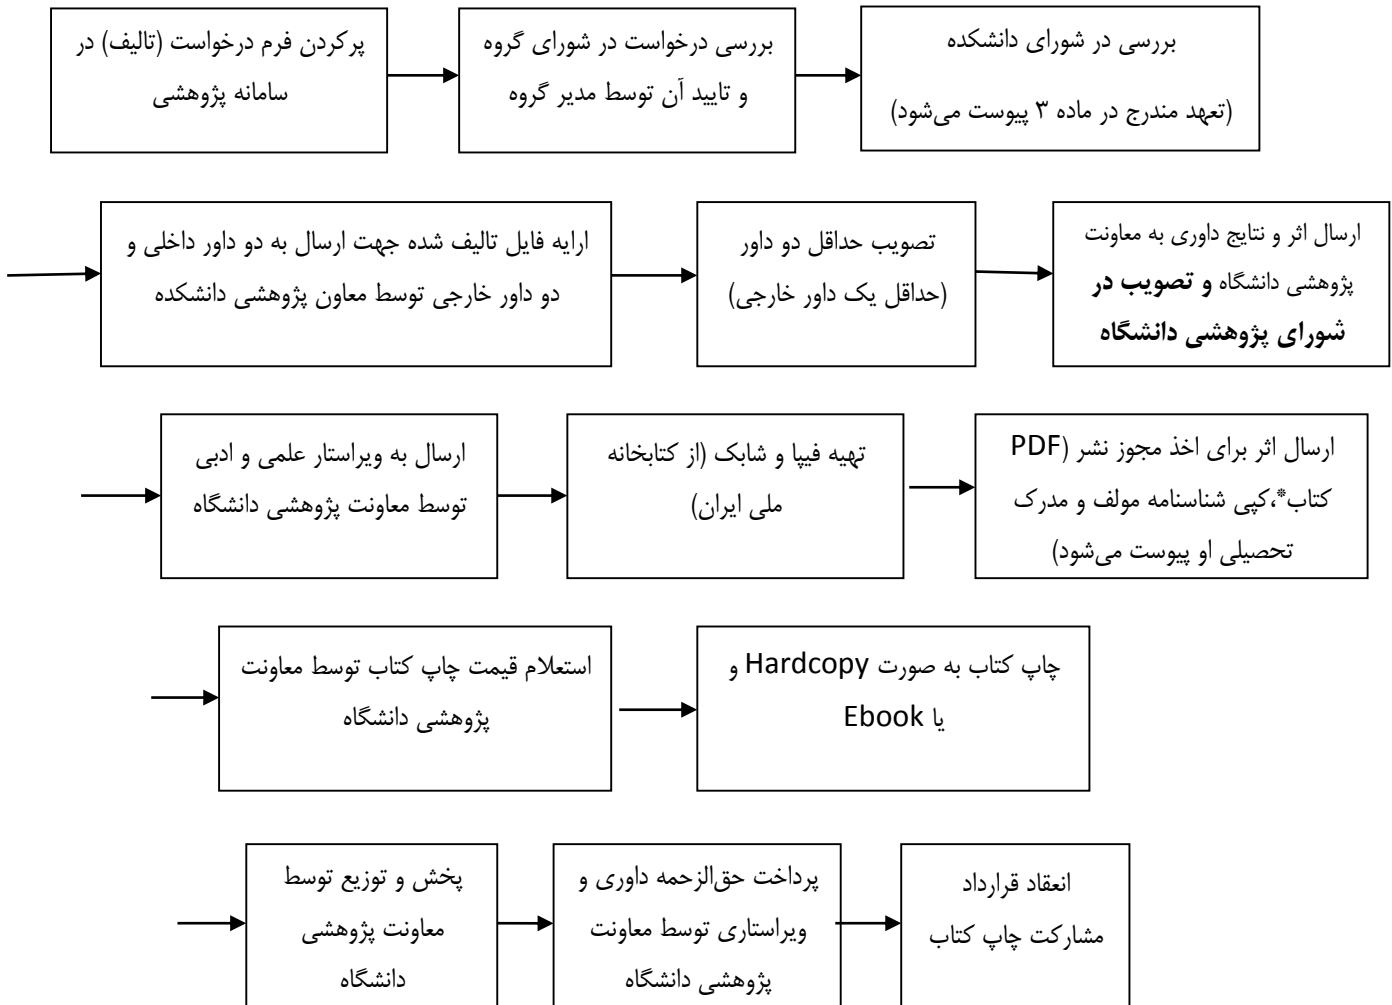 پرکردن فرم درخواست (تالیف) در
سامانه پژوهشی
بررسی درخواست در شورای گروه
و تایید آن توسط مدیر گروه
بررسی در شورای دانشکده
(تعهد مندرج در ماده ۳ پیوست می‌شود)
ارایه فایل تالیف شده جهت ارسال به دو داور داخلی و
دو داور خارجی توسط معاون پژوهشی دانشکده
تصویب حداقل دو داور
(حداقل یک داور خارجی)
ارسال اثر و نتایج داوری به معاونت
پژوهشی دانشگاه و تصویب در
شورای پژوهشی دانشگاه
ارسال به ویراستار علمی و ادبی
توسط معاونت پژوهشی دانشگاه
تهیه فیپا و شابک (از کتابخانه
ملی ایران)
ارسال اثر برای اخذ مجوز نشر (PDF
کتاب*،کپی شناسنامه مولف و مدرک
تحصیلی او پیوست می‌شود)
استعلام قیمت چاپ کتاب توسط معاونت
پژوهشی دانشگاه
چاپ کتاب به صورت Hardcopy و
یا Ebook
پخش و توزیع توسط
معاونت پژوهشی
دانشگاه
پرداخت حق‌الزحمه داوری و
ویراستاری توسط معاونت
پژوهشی دانشگاه
انعقاد قرارداد
مشارکت چاپ کتاب